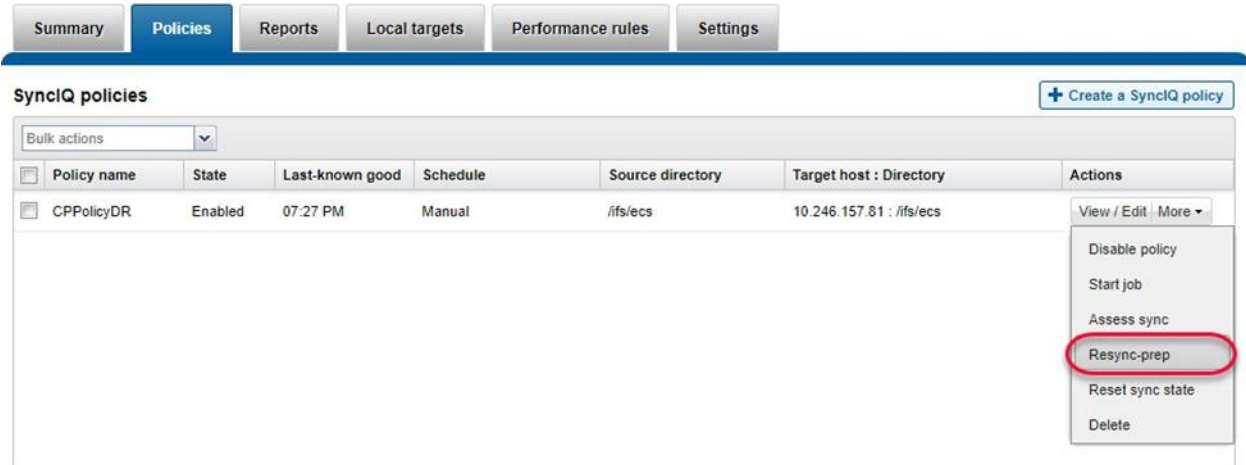 Summary Policies Reports Local targets Performance rules Settings
SyncIQ policies + Create a SyncIQ policy
Bulk actions
Policy name State Last-known good Schedule Source directory Target host : Directory Actions
CPPolicyDR Enabled 07:27 PM Manual /ifs/ecs 10.246.157.81 : /ifs/ecs View / Edit More
Disable policy
Start job
Assess sync
Resync-prep
Reset sync state
Delete